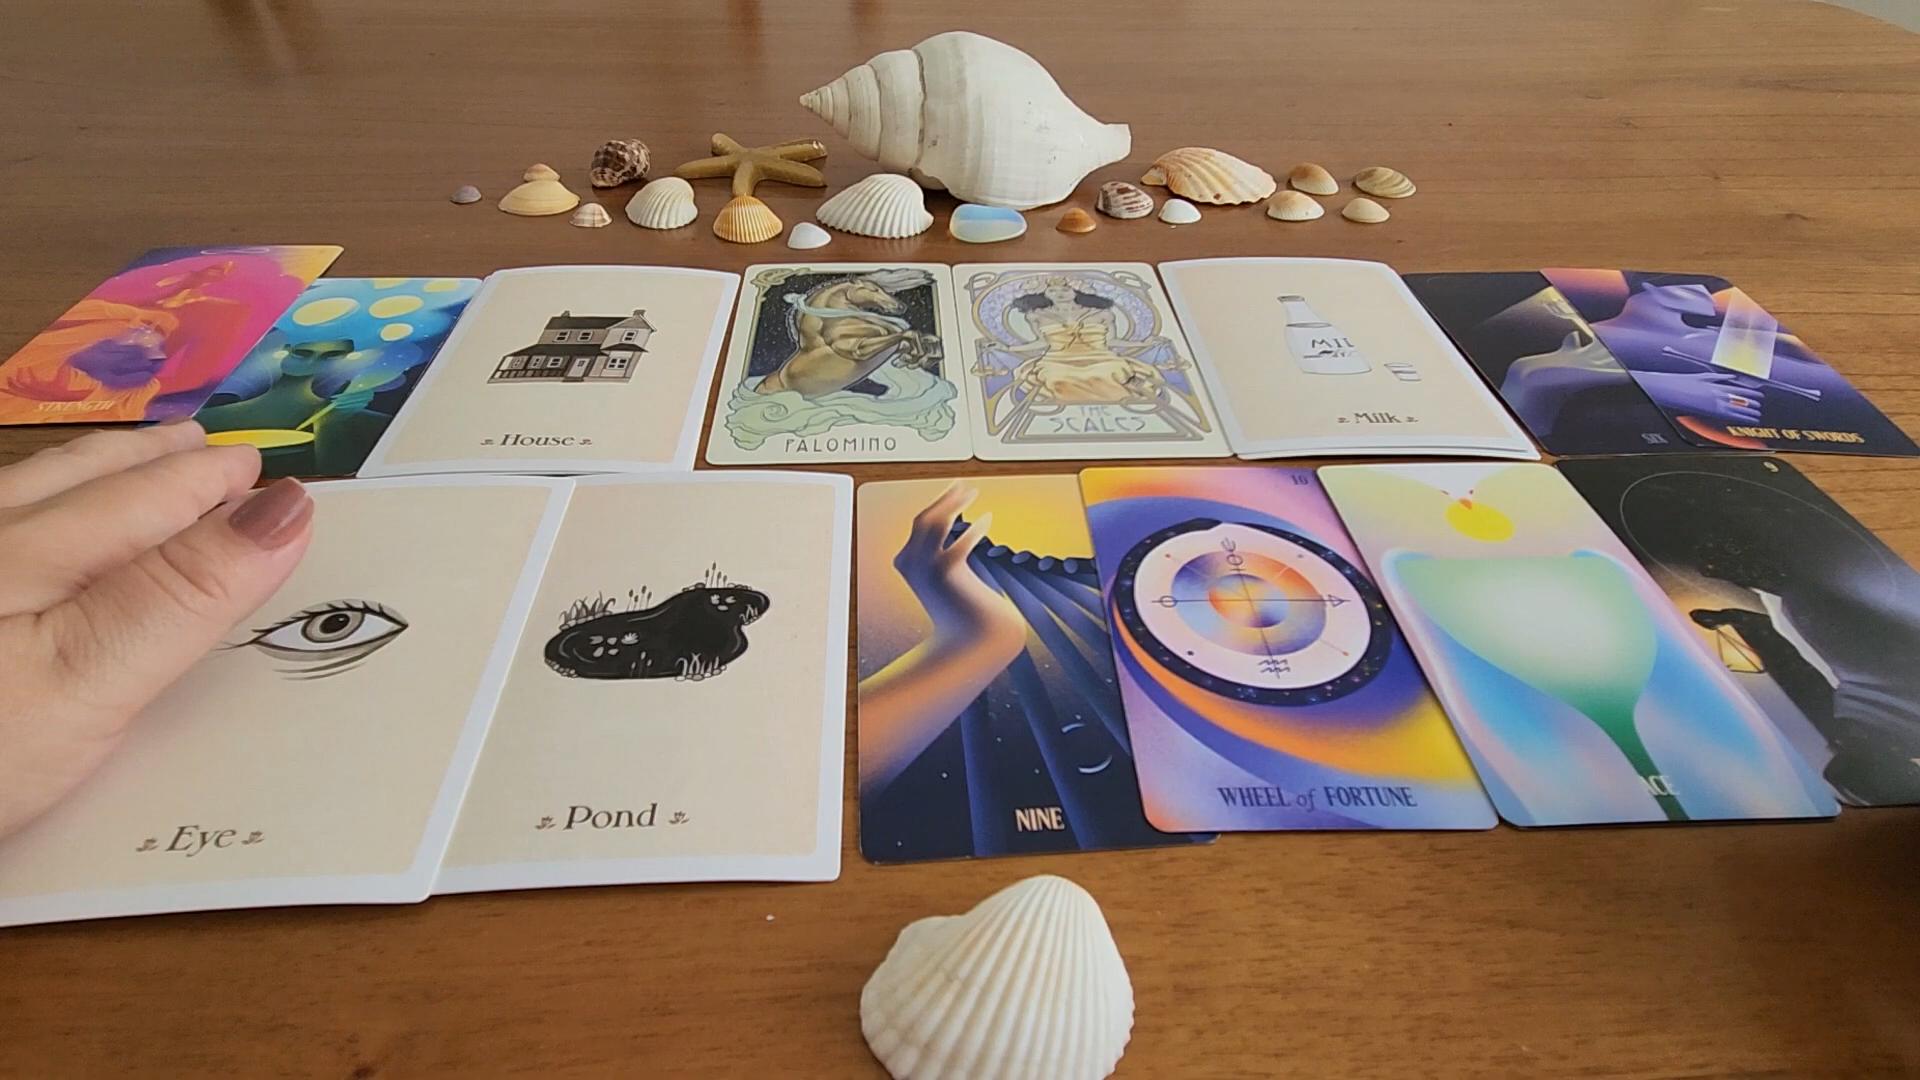 STRENGTH
House
PALOMINO
THE
SCALES
MIL
Milk
SIX
KNIGHT OF SWORDS
Eye
Pond
NINE
10
WHEEL of FORTUNE
ACE
9